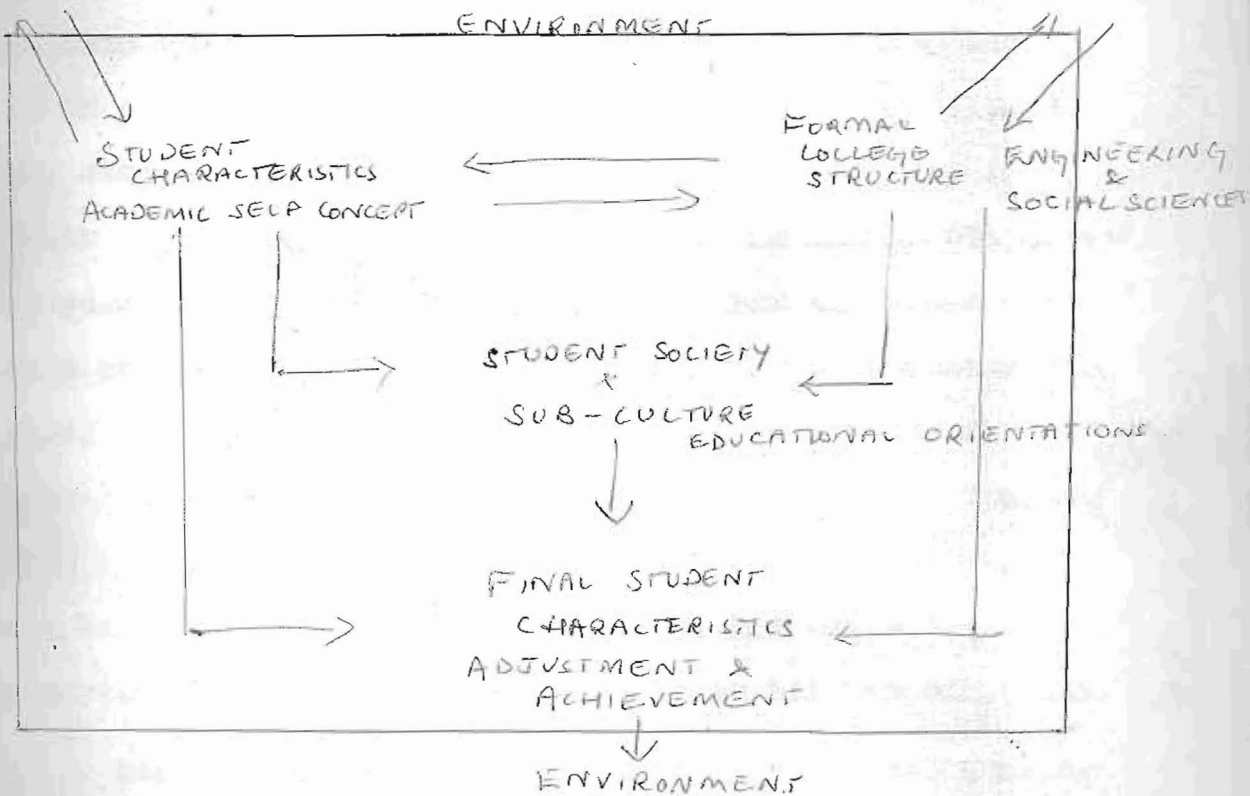 ENVIRONMENT
STUDENT
CHARACTERISTICS
ACADEMIC SELF CONCEPT
FORMAL
COLLEGE
STRUCTURE
ENGINEERING
&
SOCIAL SCIENCES
STUDENT SOCIETY
&
SUB-CULTURE
EDUCATIONAL ORIENTATIONS
FINAL STUDENT
CHARACTERISTICS
ADJUSTMENT &
ACHIEVEMENT
ENVIRONMENT